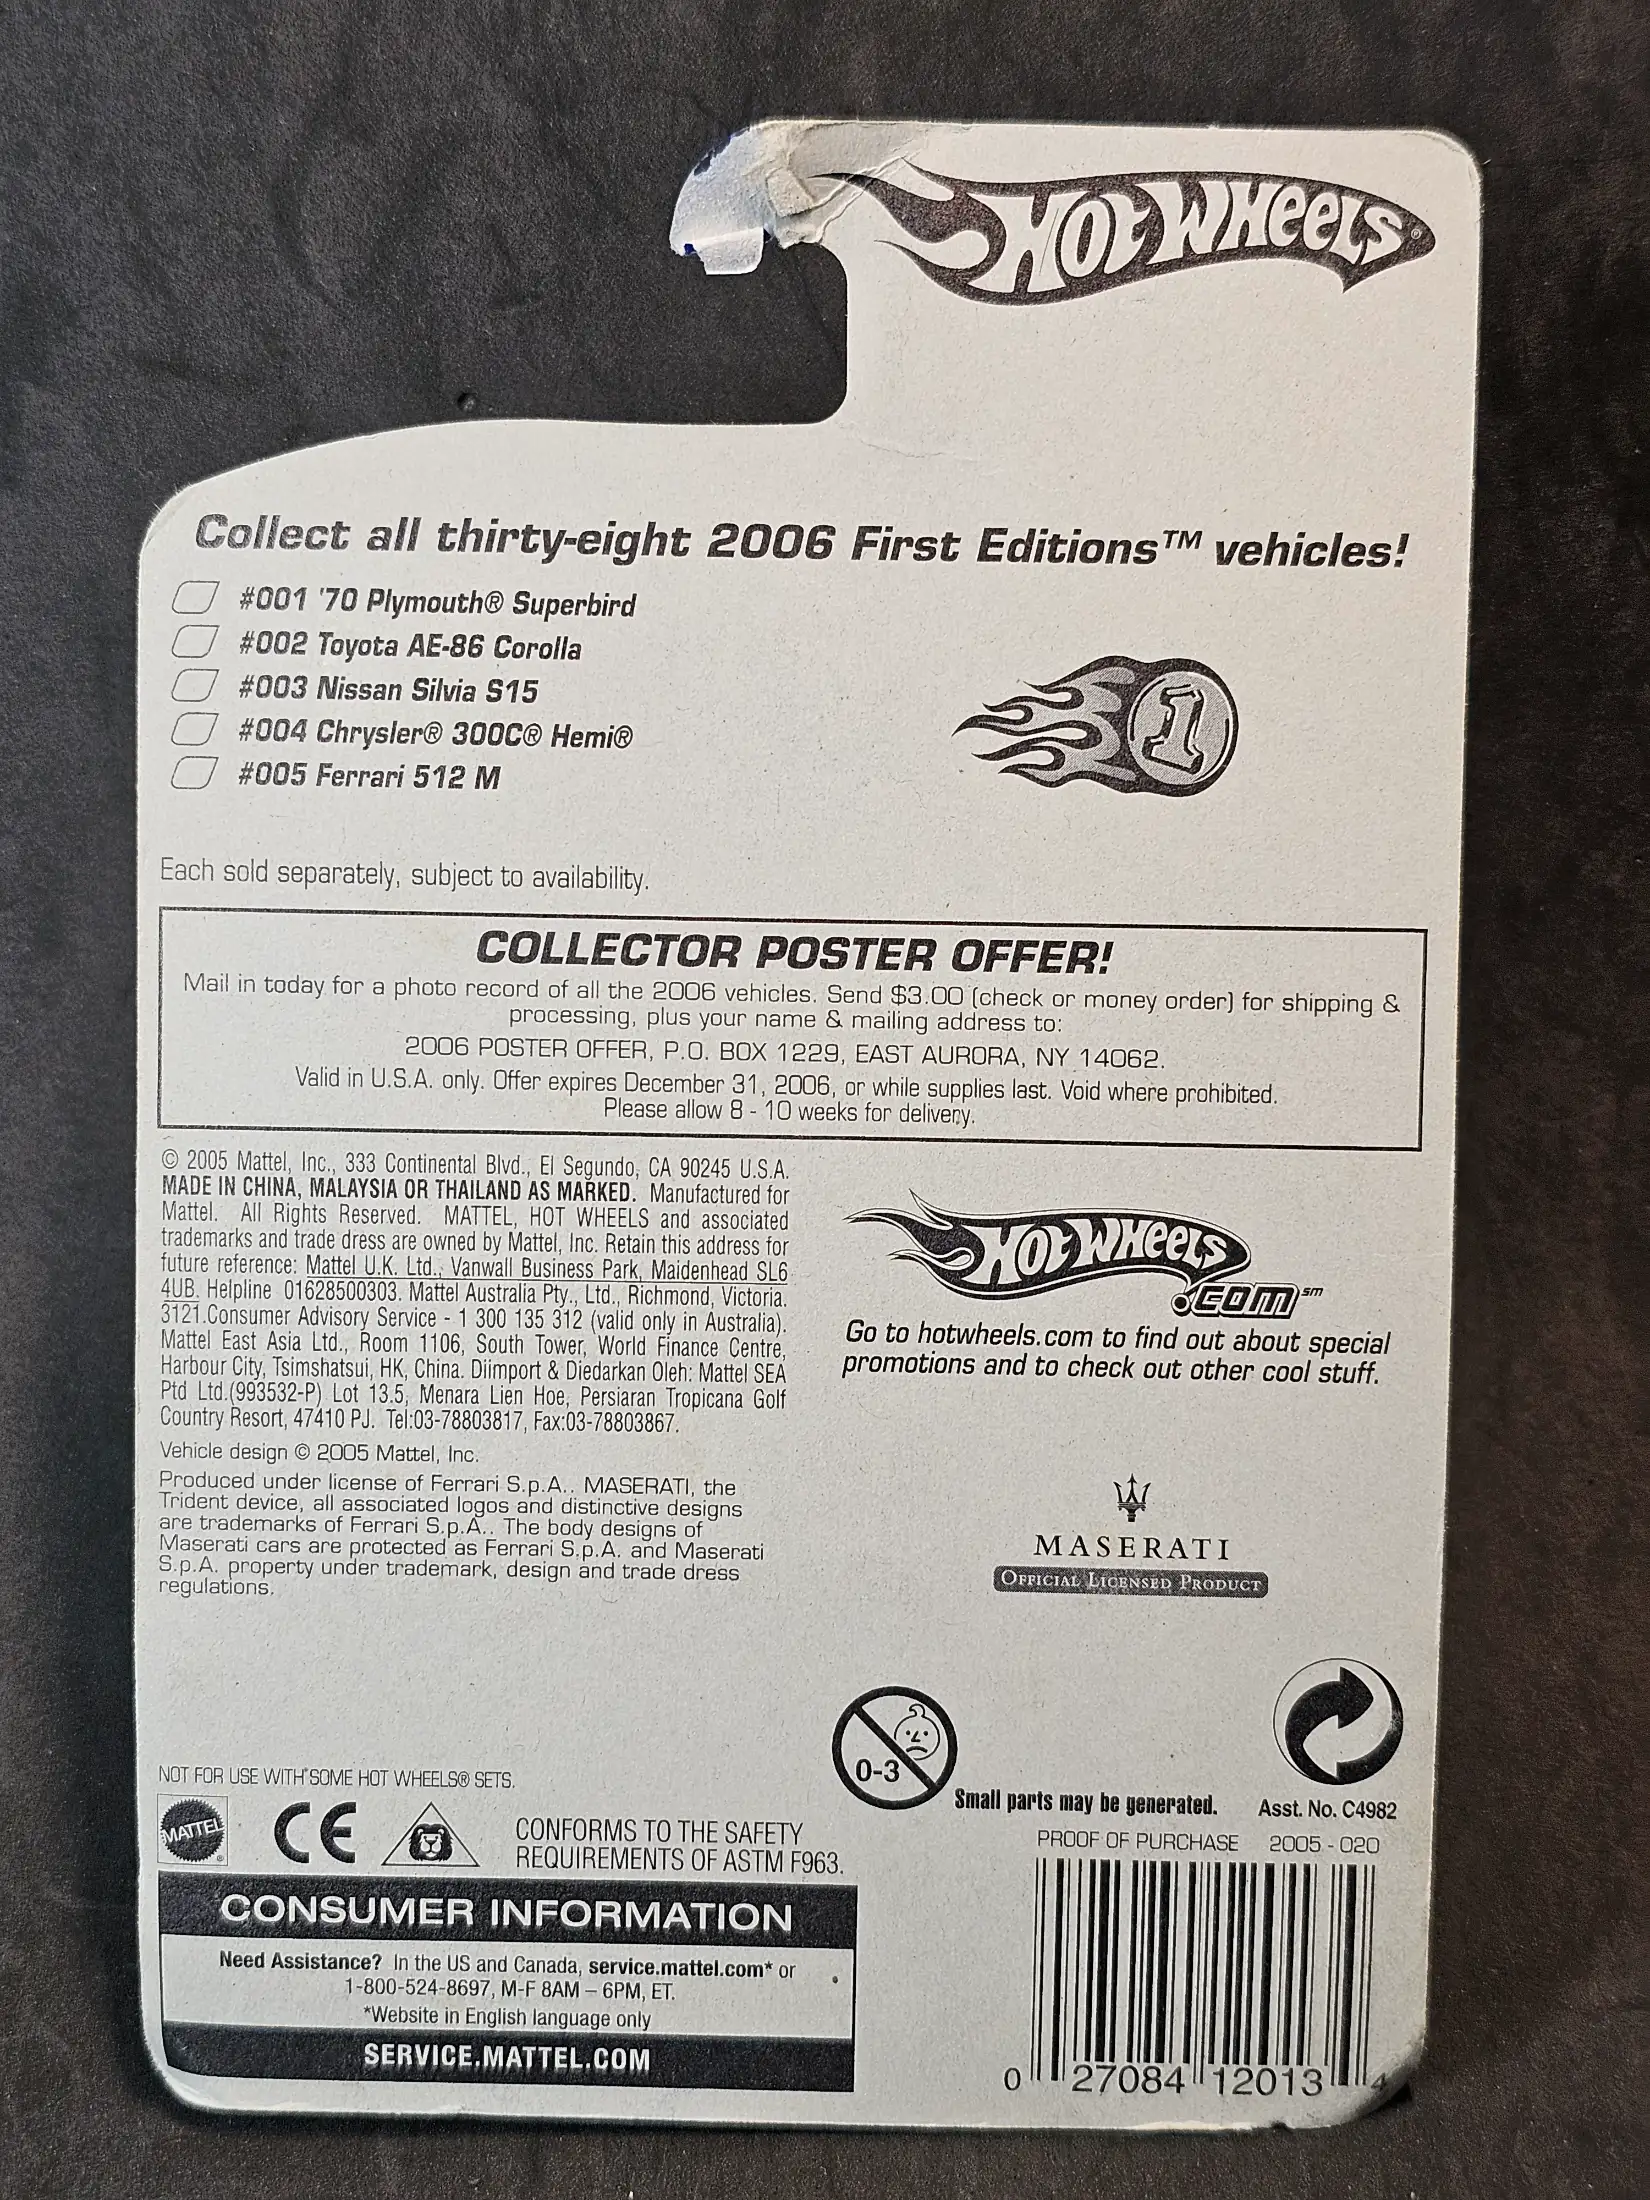 HOT WHEELS®
Collect all thirty-eight 2006 First Editions™ vehicles!
#001 '70 Plymouth® Superbird
#002 Toyota AE-86 Corolla
#003 Nissan Silvia S15
#004 Chrysler® 300C® Hemi®
#005 Ferrari 512 M
1
Each sold separately, subject to availability.
COLLECTOR POSTER OFFER!
Mail in today for a photo record of all the 2006 vehicles. Send $3.00 (check or money order) for shipping &
processing, plus your name & mailing address to:
2006 POSTER OFFER, P.O. BOX 1229, EAST AURORA, NY 14062.
Valid in U.S.A. only. Offer expires December 31, 2006, or while supplies last. Void where prohibited.
Please allow 8 - 10 weeks for delivery.
© 2005 Mattel, Inc., 333 Continental Blvd., El Segundo, CA 90245 U.S.A.
MADE IN CHINA, MALAYSIA OR THAILAND AS MARKED. Manufactured for
Mattel. All Rights Reserved. MATTEL, HOT WHEELS and associated
trademarks and trade dress are owned by Mattel, Inc. Retain this address for
future reference: Mattel U.K. Ltd., Vanwall Business Park, Maidenhead SL6
4UB. Helpline 01628500303. Mattel Australia Pty., Ltd., Richmond, Victoria.
3121.Consumer Advisory Service - 1 300 135 312 (valid only in Australia).
Mattel East Asia Ltd., Room 1106, South Tower, World Finance Centre,
Harbour City, Tsimshatsui, HK, China. Diimport & Diedarkan Oleh: Mattel SEA
Ptd Ltd.(993532-P) Lot 13.5, Menara Lien Hoe, Persiaran Tropicana Golf
Country Resort, 47410 PJ. Tel:03-78803817, Fax:03-78803867.
Vehicle design © 2005 Mattel, Inc.
Produced under license of Ferrari S.p.A.. MASERATI, the
Trident device, all associated logos and distinctive designs
are trademarks of Ferrari S.p.A.. The body designs of
Maserati cars are protected as Ferrari S.p.A. and Maserati
S.p.A. property under trademark, design and trade dress
regulations.
HOT WHEELS
.COM℠
Go to hotwheels.com to find out about special
promotions and to check out other cool stuff.
MASERATI
OFFICIAL LICENSED PRODUCT
0-3
Small parts may be generated.
Asst. No. C4982
PROOF OF PURCHASE 2005 - 020
0 27084 12013 4
NOT FOR USE WITH SOME HOT WHEELS® SETS.
MATTEL®
CE
CONFORMS TO THE SAFETY
REQUIREMENTS OF ASTM F963.
CONSUMER INFORMATION
Need Assistance? In the US and Canada, service.mattel.com* or
1-800-524-8697, M-F 8AM – 6PM, ET.
*Website in English language only
SERVICE.MATTEL.COM